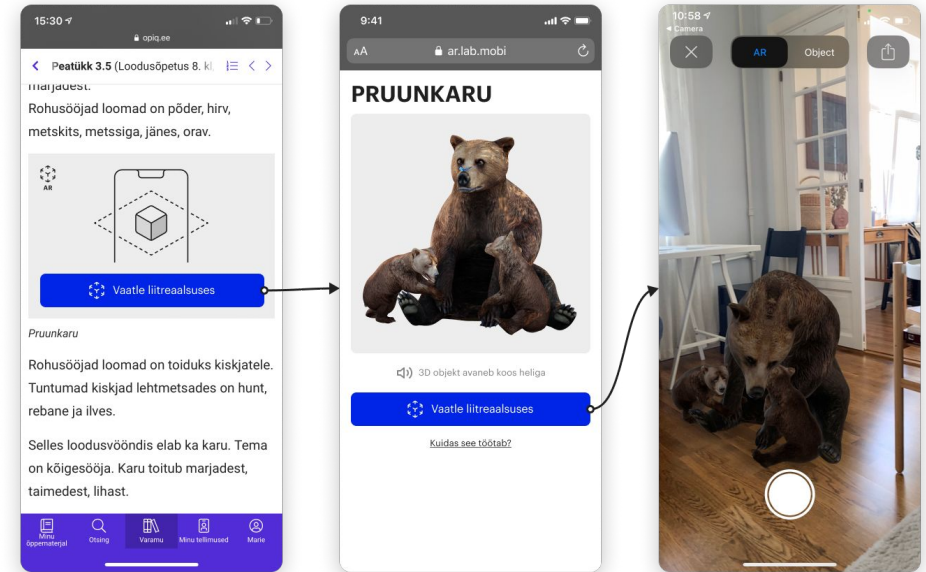 15:30
opiq.ee
Peatükk 3.5 (Loodusõpetus 8. kl.
marjadest.
Rohusööjad loomad on põder, hirv,
metskits, metssiga, jänes, orav.
AR
Vaatle liitreaalsuses
Pruunkaru
Rohusööjad loomad on toiduks kiskjatele.
Tuntumad kiskjad lehtmetsades on hunt,
rebane ja ilves.
Selles loodusvööndis elab ka karu. Tema
on kõigesööja. Karu toitub marjadest,
taimedest, lihast.
Minu
õppematerjal
Otsing
Varamu
Minu tellimused
Marie
9:41
AA
ar.lab.mobi
PRUUNKARU
3D objekt avaneb koos heliga
Vaatle liitreaalsuses
Kuidas see töötab?
10:58
Camera
AR
Object